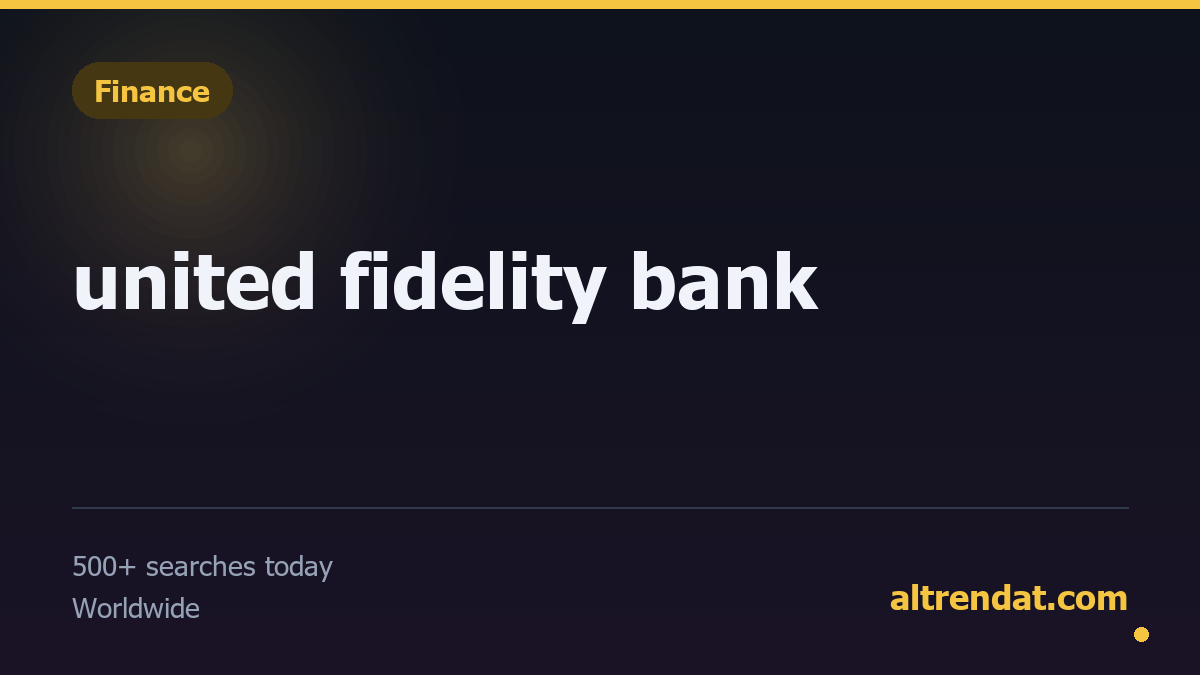 Finance
united fidelity bank
500+ searches today
Worldwide
altrendat.com